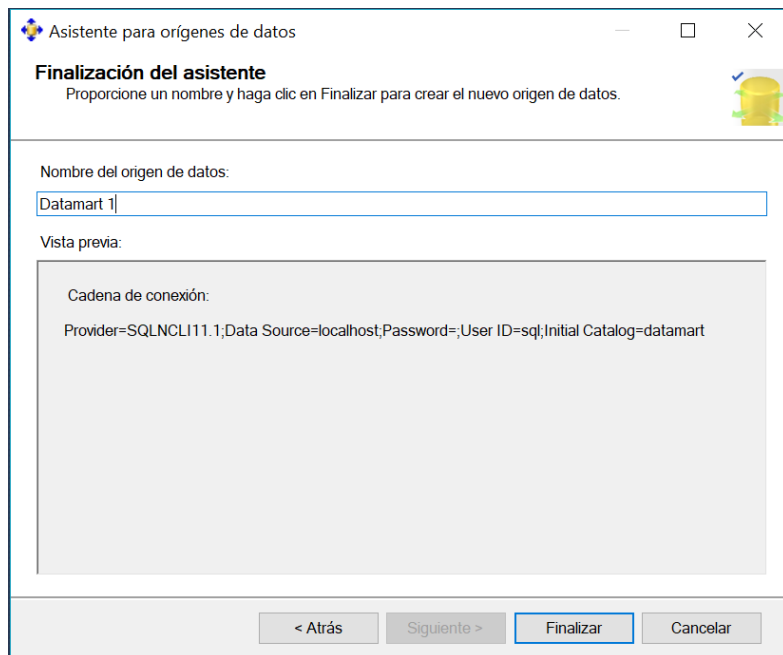 Asistente para orígenes de datos
Finalización del asistente
Proporcione un nombre y haga clic en Finalizar para crear el nuevo origen de datos.
Nombre del origen de datos:
Datamart 1
Vista previa:
Cadena de conexión:
Provider=SQLNCLI11.1;Data Source=localhost;Password=;User ID=sql;Initial Catalog=datamart
< Atrás
Siguiente >
Finalizar
Cancelar